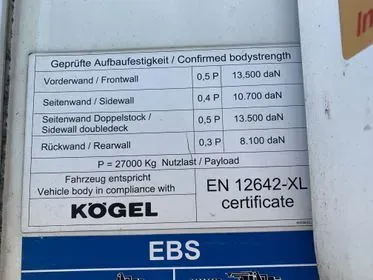 Geprüfte Aufbaufestigkeit / Confirmed bodystrength
Vorderwand / Frontwall 0,5 P 13.500 daN
Seitenwand / Sidewall 0,4 P 10.700 daN
Seitenwand Doppelstock / Sidewall doubledeck 0,5 P 13.500 daN
Rückwand / Rearwall 0,3 P 8.100 daN
P = 27000 Kg Nutzlast / Payload
Fahrzeug entspricht
Vehicle body in compliance with
KÖGEL
EN 12642-XL
certificate
EBS